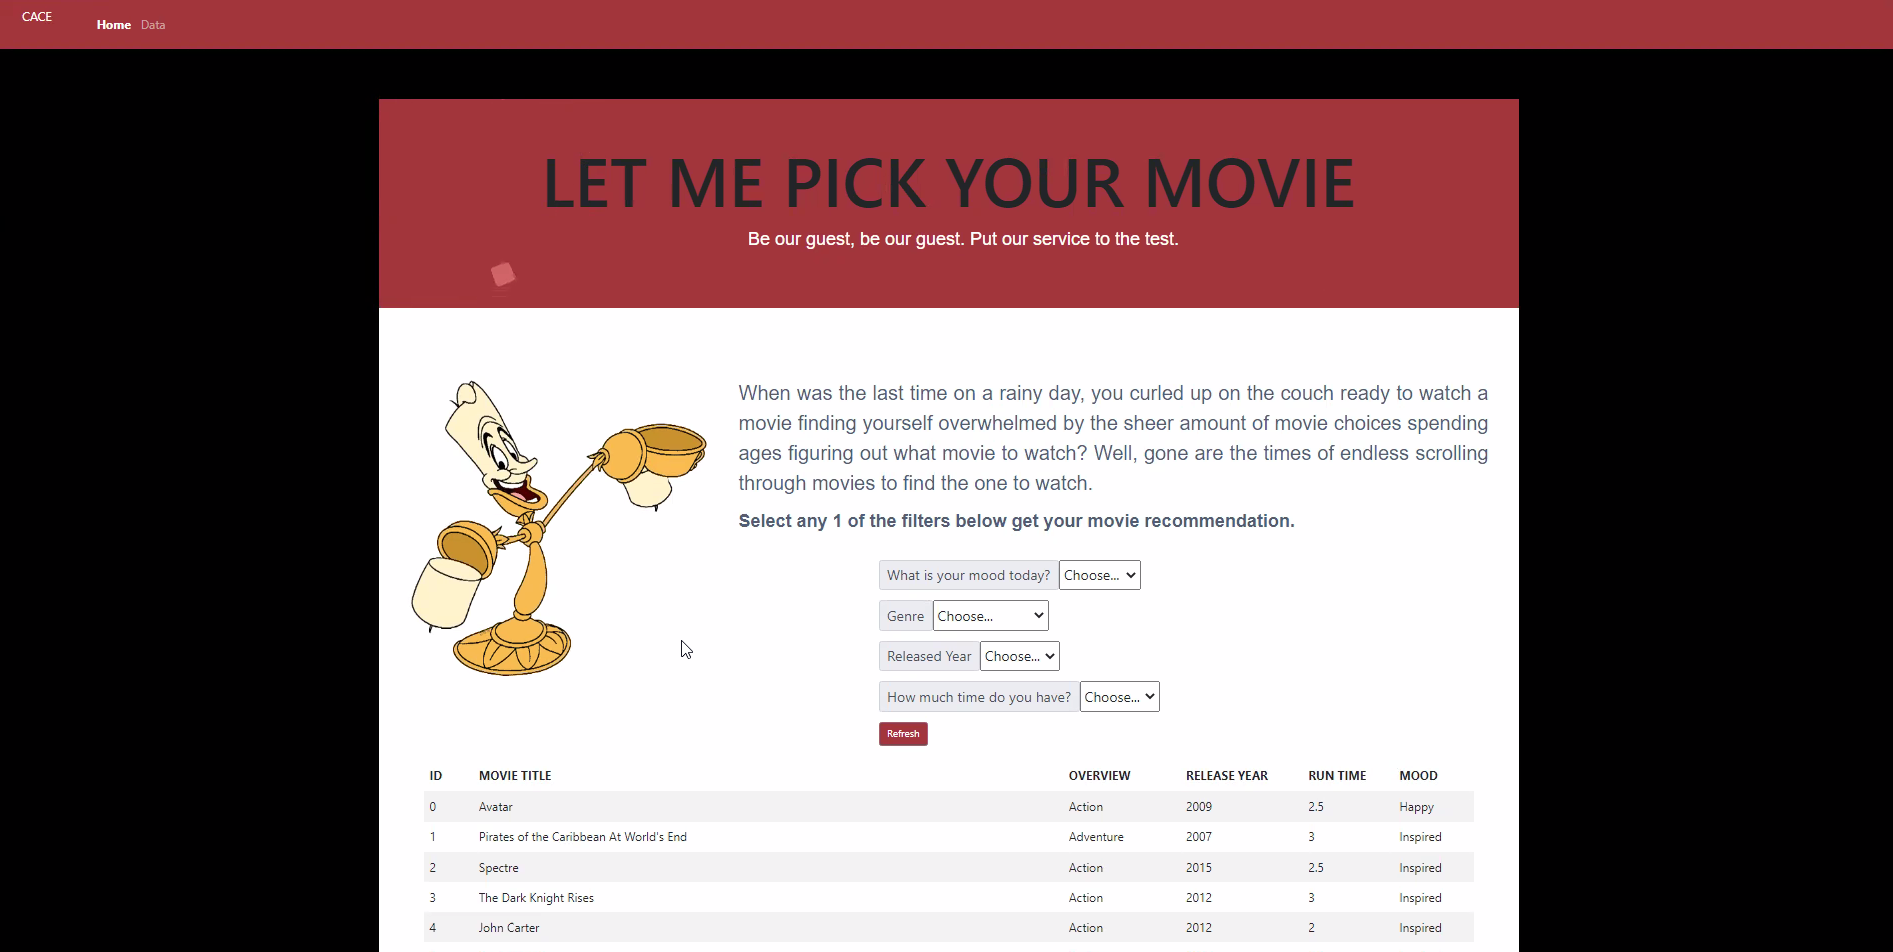 CACE
Home Data
LET ME PICK YOUR MOVIE
Be our guest, be our guest. Put our service to the test.
When was the last time on a rainy day, you curled up on the couch ready to watch a
movie finding yourself overwhelmed by the sheer amount of movie choices spending
ages figuring out what movie to watch? Well, gone are the times of endless scrolling
through movies to find the one to watch.
Select any 1 of the filters below get your movie recommendation.
What is your mood today? Choose...
Genre Choose...
Released Year Choose...
How much time do you have? Choose...
Refresh
ID MOVIE TITLE OVERVIEW RELEASE YEAR RUN TIME MOOD
0 Avatar Action 2009 2.5 Happy
1 Pirates of the Caribbean At World's End Adventure 2007 3 Inspired
2 Spectre Action 2015 2.5 Inspired
3 The Dark Knight Rises Action 2012 3 Inspired
4 John Carter Action 2012 2 Inspired